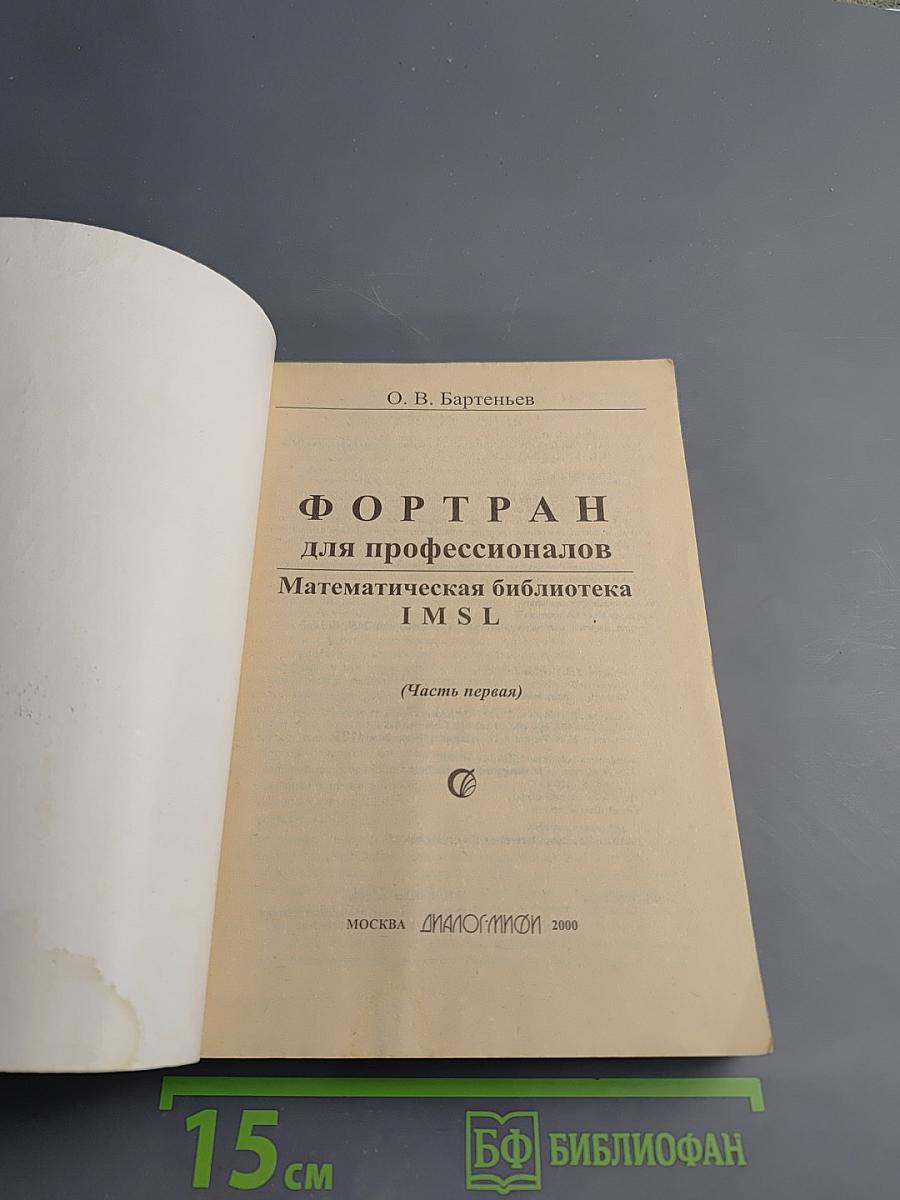 О. В. Бартеньев
ФОРТРАН
для профессионалов
Математическая библиотека
IMSL
(Часть первая)
МОСКВА ДИАЛОГ-МИФИ 2000
15 см БФ БИБЛИОФАН